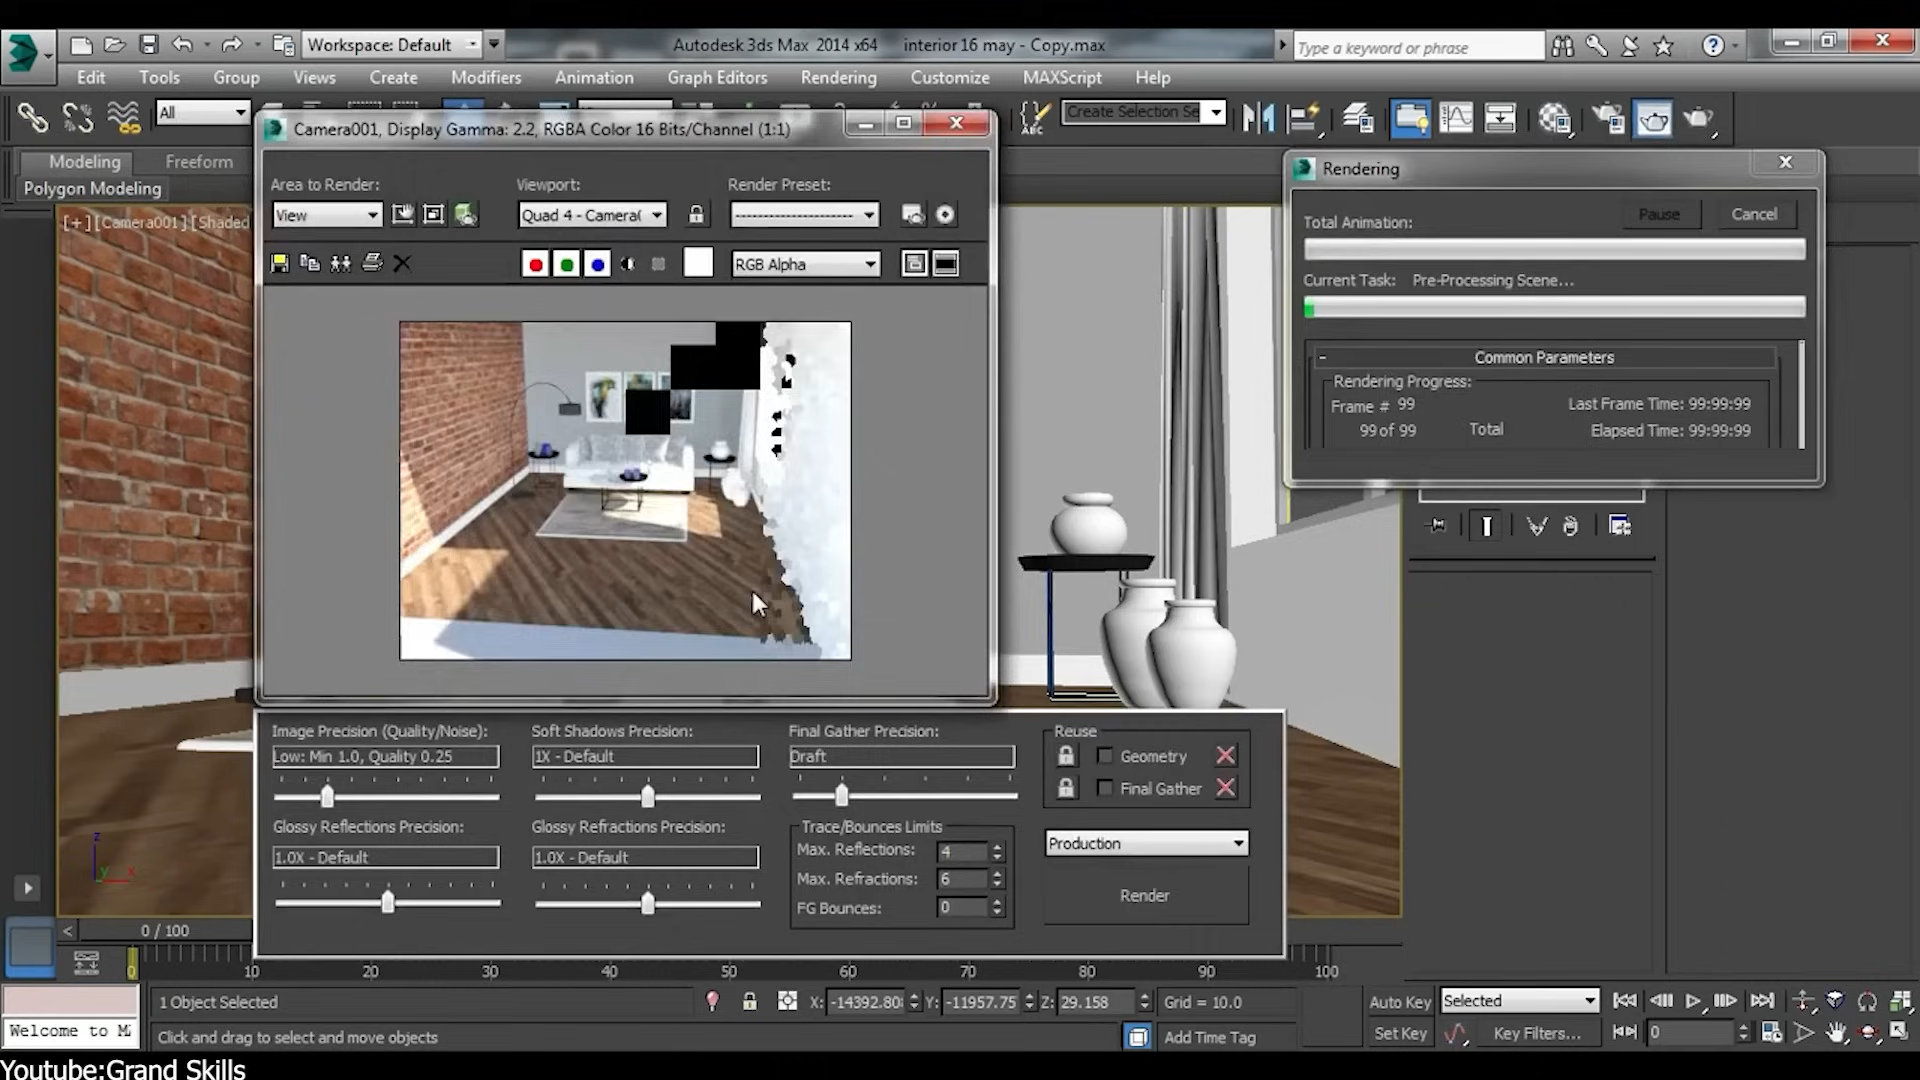 Workspace: Default
Autodesk 3ds Max 2014 x64 interior 16 may - Copy.max
Type a keyword or phrase
Edit Tools Group Views Create Modifiers Animation Graph Editors Rendering Customize MAXScript Help
All
ABC
Create Selection Se
Modeling Freeform
Polygon Modeling
[+][Camera001][Shaded
Camera001, Display Gamma: 2.2, RGBA Color 16 Bits/Channel (1:1)
Area to Render:
Viewport:
Render Preset:
View
Quad 4 - Camera(
RGB Alpha
Rendering
Total Animation:
Pause
Cancel
Current Task: Pre-Processing Scene...
Common Parameters
Rendering Progress:
Frame # 99
Last Frame Time: 99:99:99
99 of 99 Total
Elapsed Time: 99:99:99
Image Precision (Quality/Noise):
Low: Min 1.0, Quality 0.25
Soft Shadows Precision:
1X - Default
Final Gather Precision:
Draft
Reuse
Geometry
Final Gather
Glossy Reflections Precision:
1.0X - Default
Glossy Refractions Precision:
1.0X - Default
Trace/Bounces Limits
Max. Reflections: 4
Max. Refractions: 6
FG Bounces: 0
Production
Render
z
y x
< 0 / 100
0 10 20 30 40 50 60 70 80 90 100
1 Object Selected
X: -14392.80
Y: -11957.75
Z: 29.158
Grid = 10.0
Auto Key
Selected
Welcome to M
Click and drag to select and move objects
Add Time Tag
Set Key
Key Filters...
0
Youtube:Grand Skills